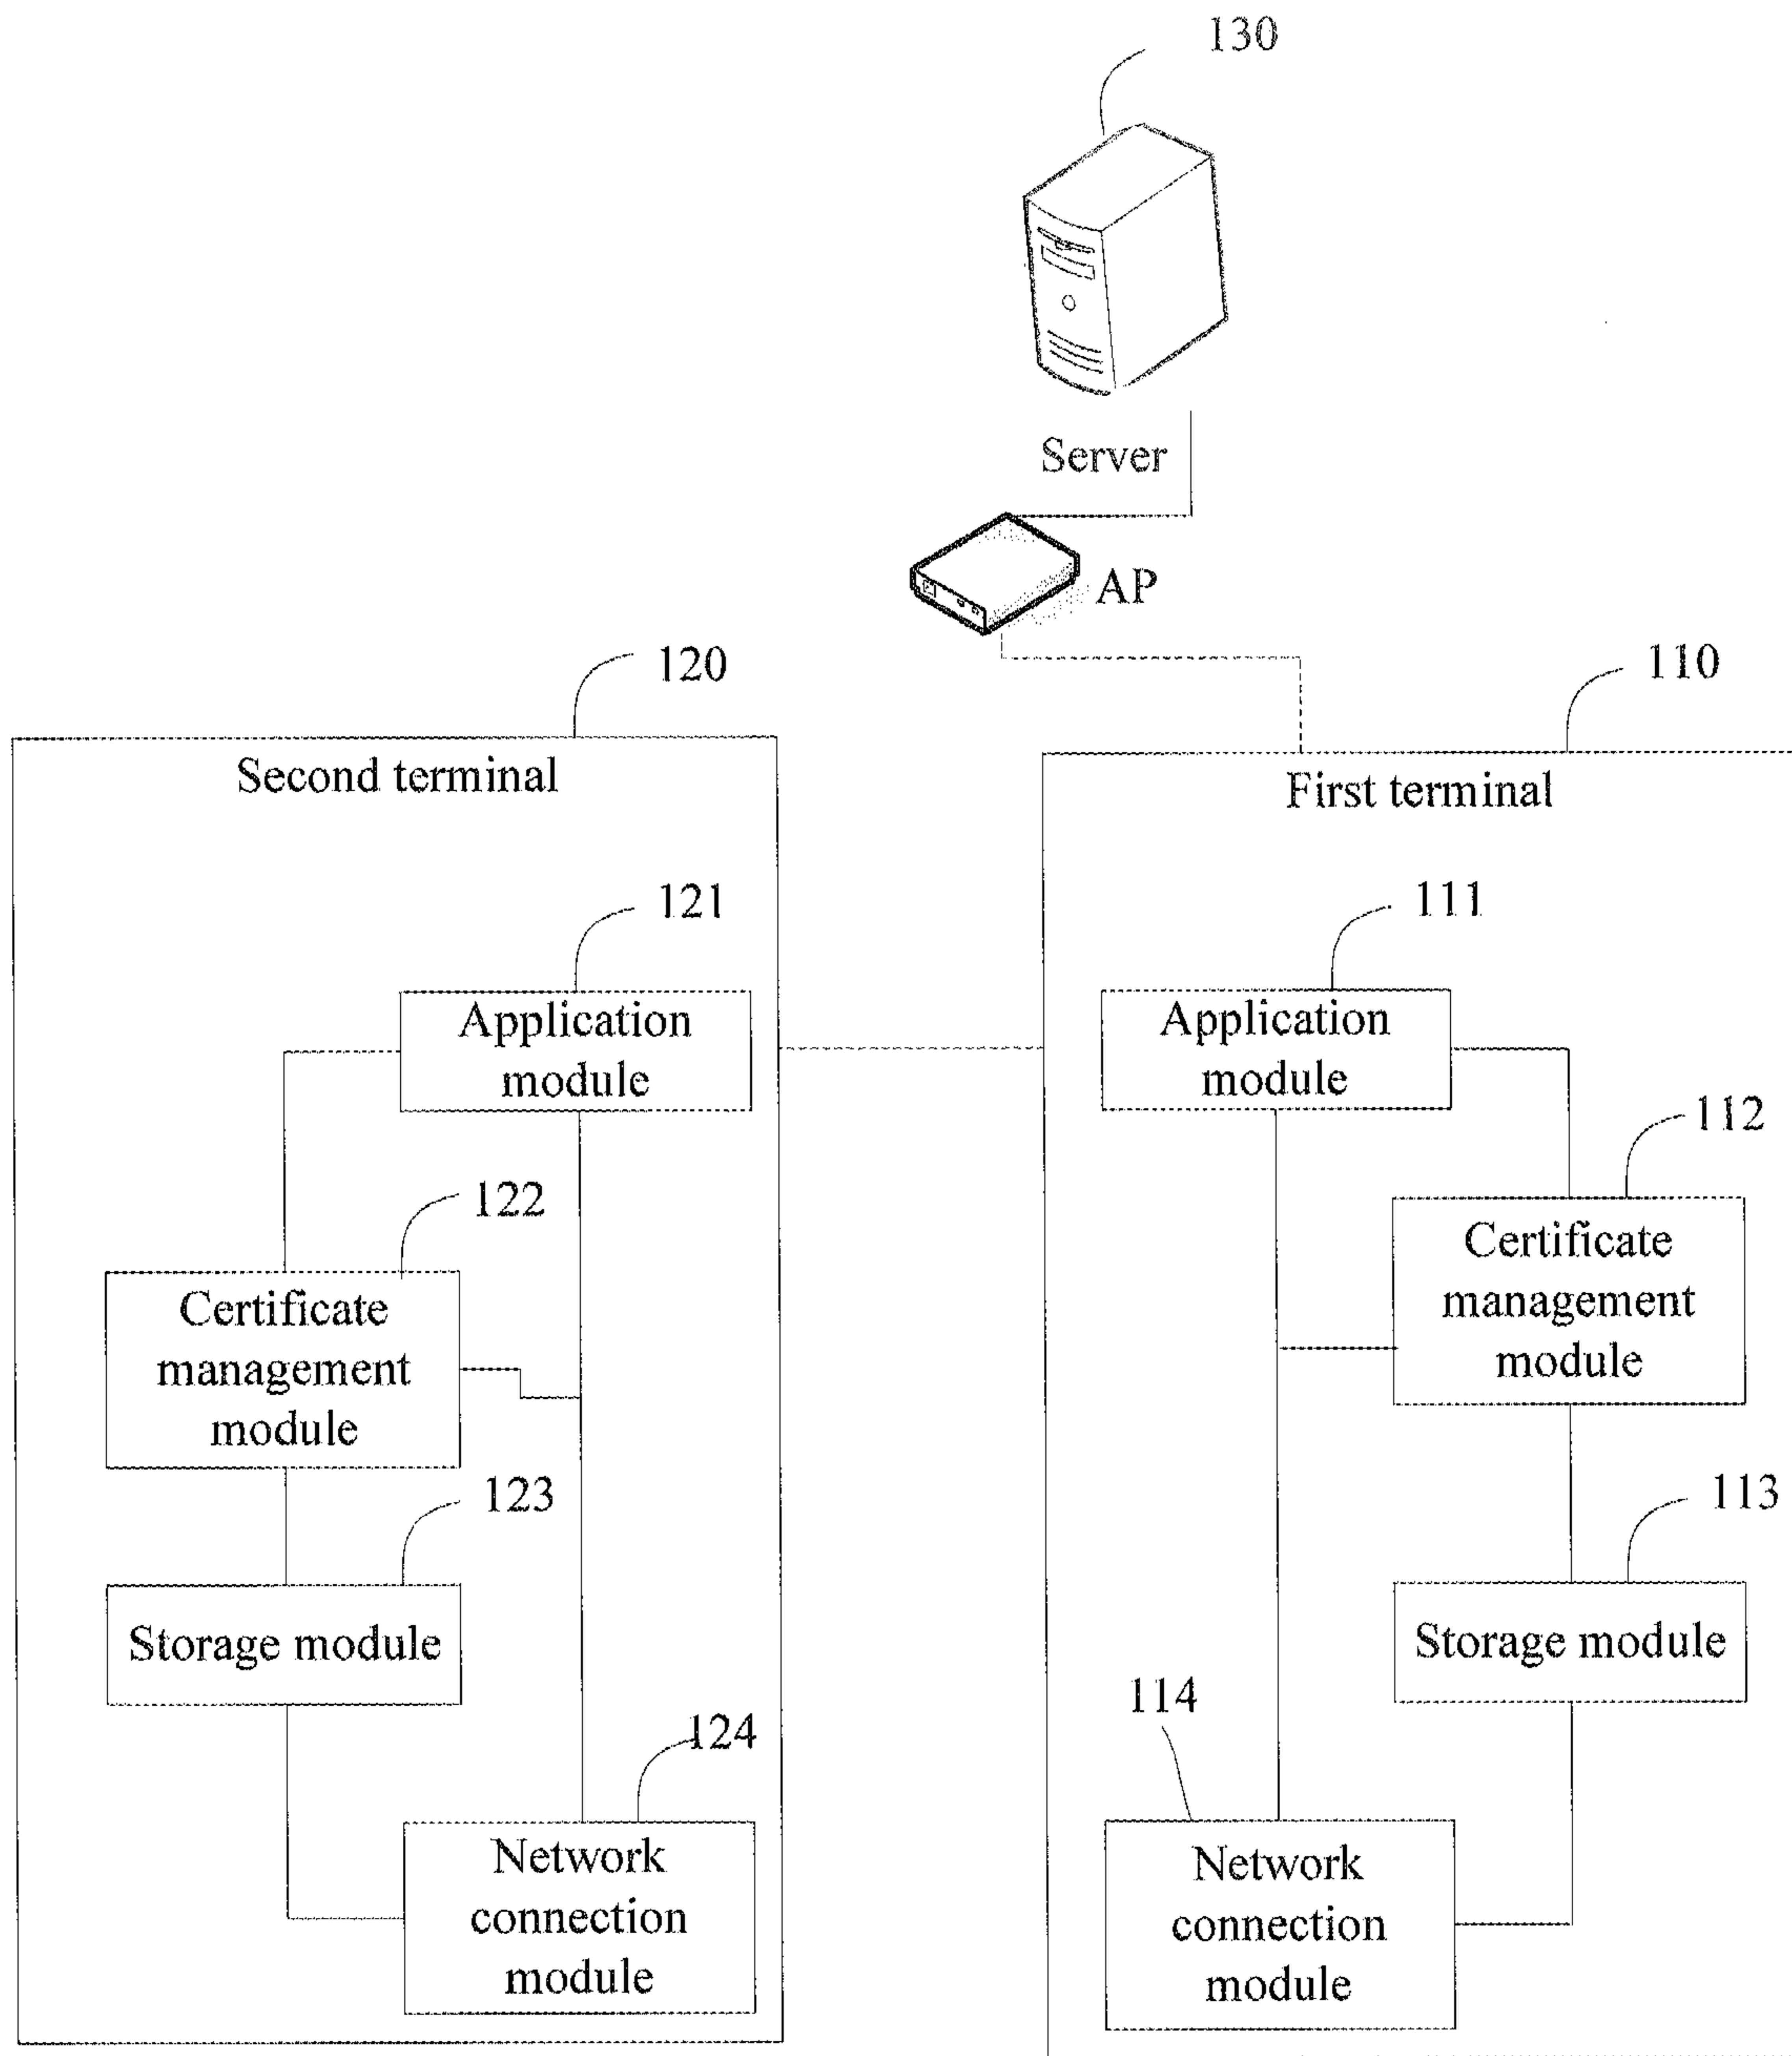 130
Server
AP
120
110
Second terminal
First terminal
121
111
Application
module
Application
module
112
122
Certificate
management
module
Certificate
management
module
123
113
Storage module
Storage module
114
124
Network
connection
module
Network
connection
module